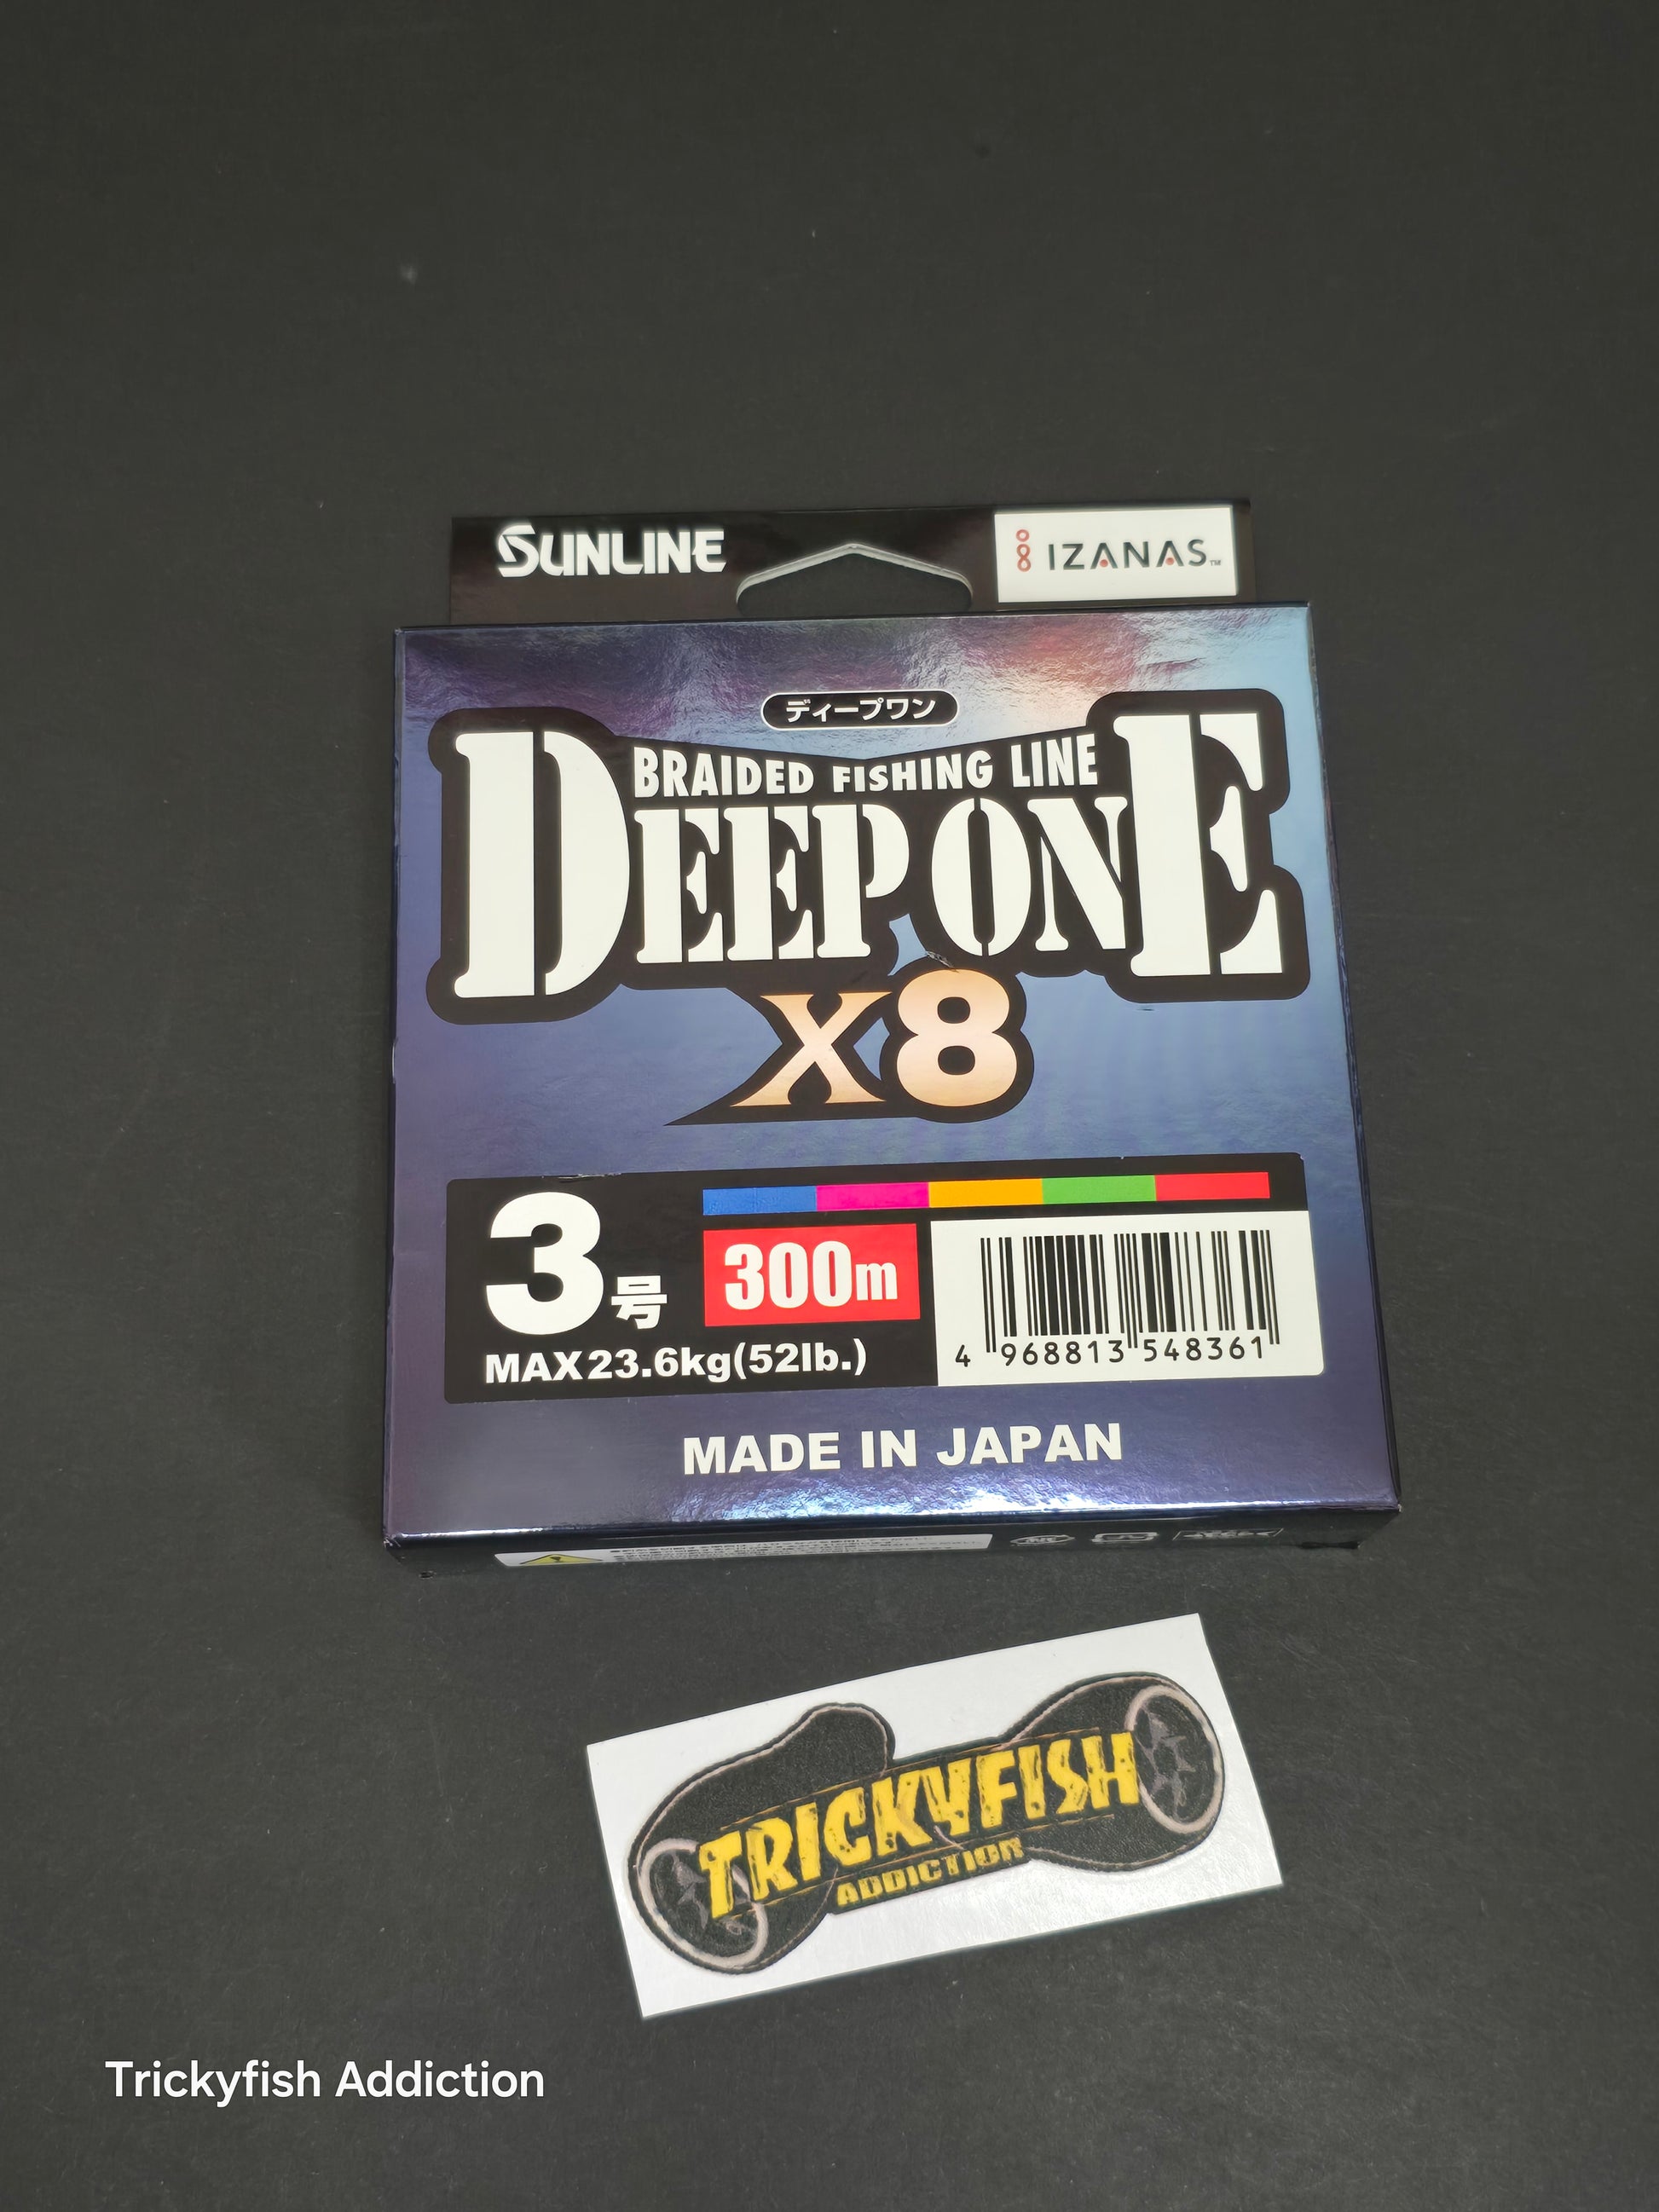 SUNLINE
IZANAS™
ディープワン
BRAIDED FISHING LINE
DEEP ONE
X8
3号
300m
MAX23.6kg(52lb.)
4 968813 548361
MADE IN JAPAN
TRICKYFISH
ADDICTION
Trickyfish Addiction